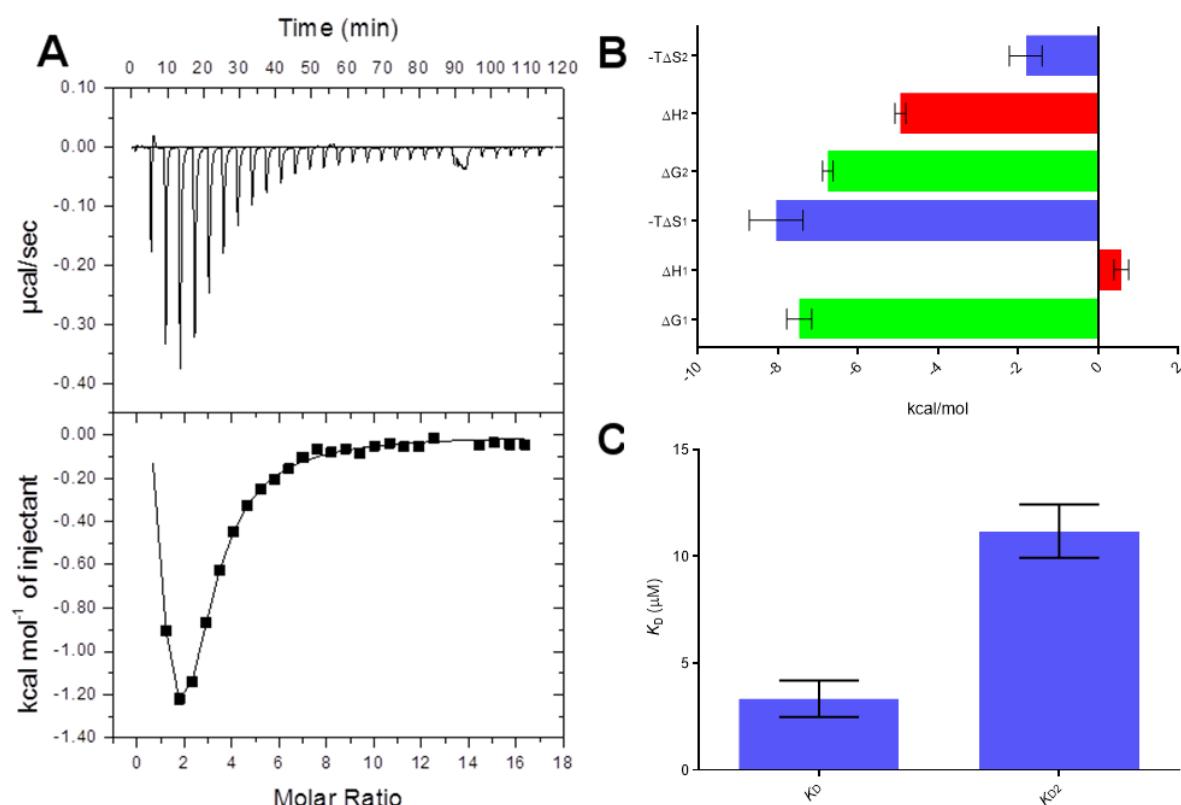 A
Time (min)
0 10 20 30 40 50 60 70 80 90 100 110 120
0.10
0.00
-0.10
-0.20
-0.30
-0.40
µcal/sec
0.00
-0.20
-0.40
-0.60
-0.80
-1.00
-1.20
-1.40
kcal mol⁻¹ of injectant
0 2 4 6 8 10 12 14 16 18
Molar Ratio
B
-TΔS2
ΔH2
ΔG2
-TΔS1
ΔH1
ΔG1
-10 -8 -6 -4 -2 0 2
kcal/mol
C
15
10
5
0
KD (μM)
KD KD2